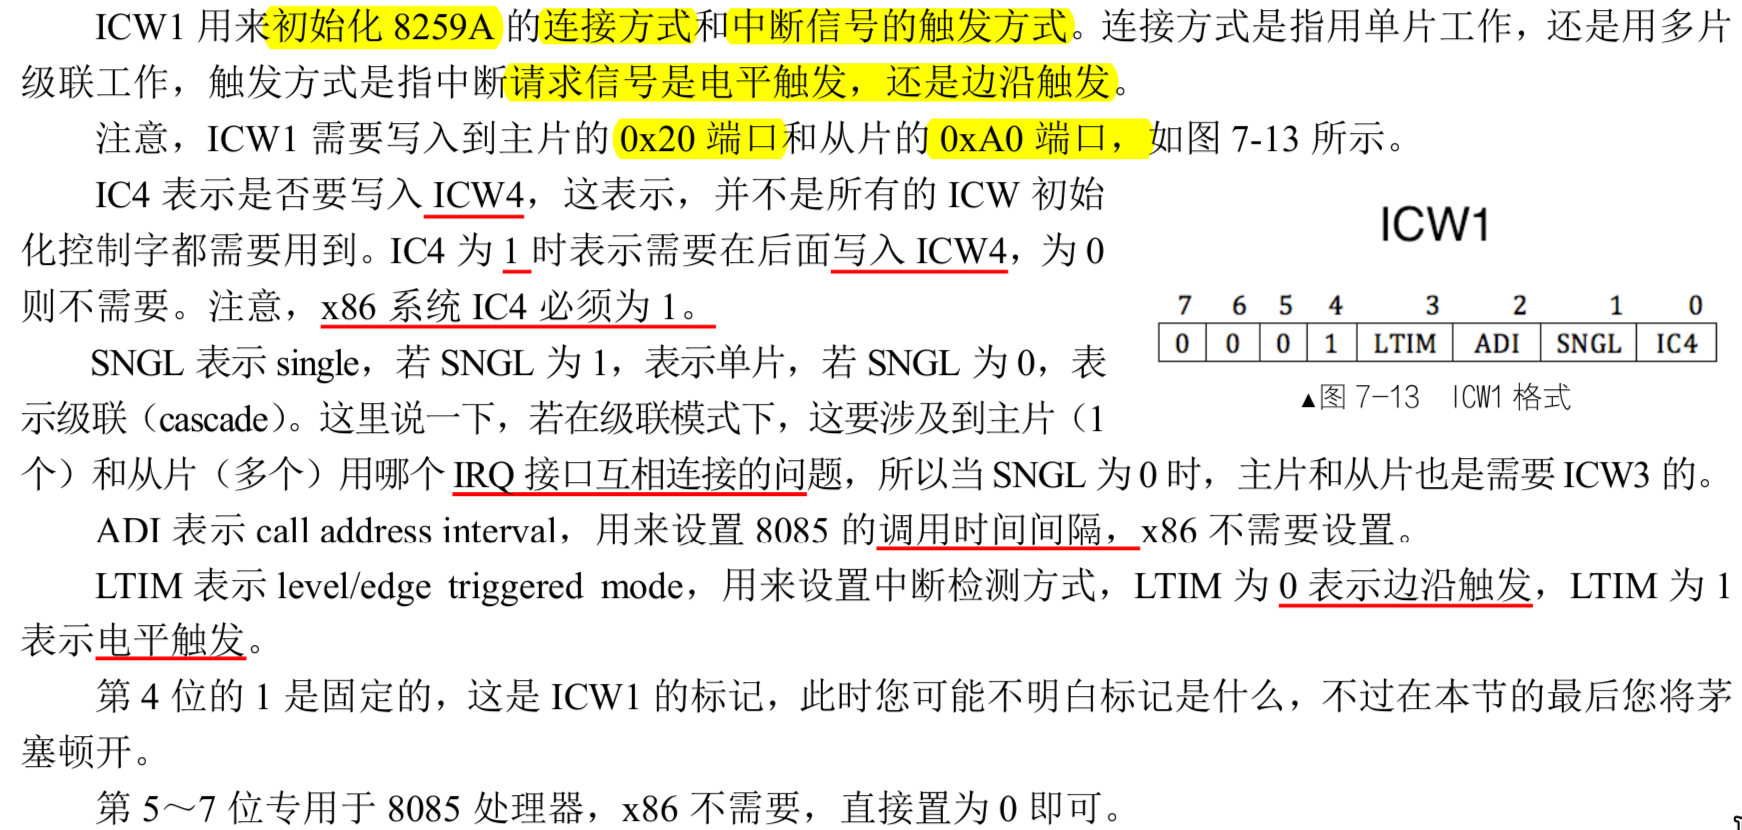 ICW1 用来初始化 8259A 的连接方式和中断信号的触发方式。连接方式是指用单片工作，还是用多片
级联工作，触发方式是指中断请求信号是电平触发，还是边沿触发。
注意，ICW1 需要写入到主片的 0x20 端口和从片的 0xA0 端口，如图 7-13 所示。
IC4 表示是否要写入 ICW4，这表示，并不是所有的 ICW 初始
化控制字都需要用到。IC4 为 1 时表示需要在后面写入 ICW4，为 0
则不需要。注意，x86 系统 IC4 必须为 1。
SNGL 表示 single，若 SNGL 为 1，表示单片，若 SNGL 为 0，表
示级联（cascade）。这里说一下，若在级联模式下，这要涉及到主片（1
个）和从片（多个）用哪个 IRQ 接口互相连接的问题，所以当 SNGL 为 0 时，主片和从片也是需要 ICW3 的。
ICW1
7 6 5 4 3 2 1 0
0 0 0 1 LTIM ADI SNGL IC4
▲图 7-13 ICW1 格式
ADI 表示 call address interval，用来设置 8085 的调用时间间隔，x86 不需要设置。
LTIM 表示 level/edge triggered mode，用来设置中断检测方式，LTIM 为 0 表示边沿触发，LTIM 为 1
表示电平触发。
第 4 位的 1 是固定的，这是 ICW1 的标记，此时您可能不明白标记是什么，不过在本节的最后您将茅
塞顿开。
第 5～7 位专用于 8085 处理器，x86 不需要，直接置为 0 即可。